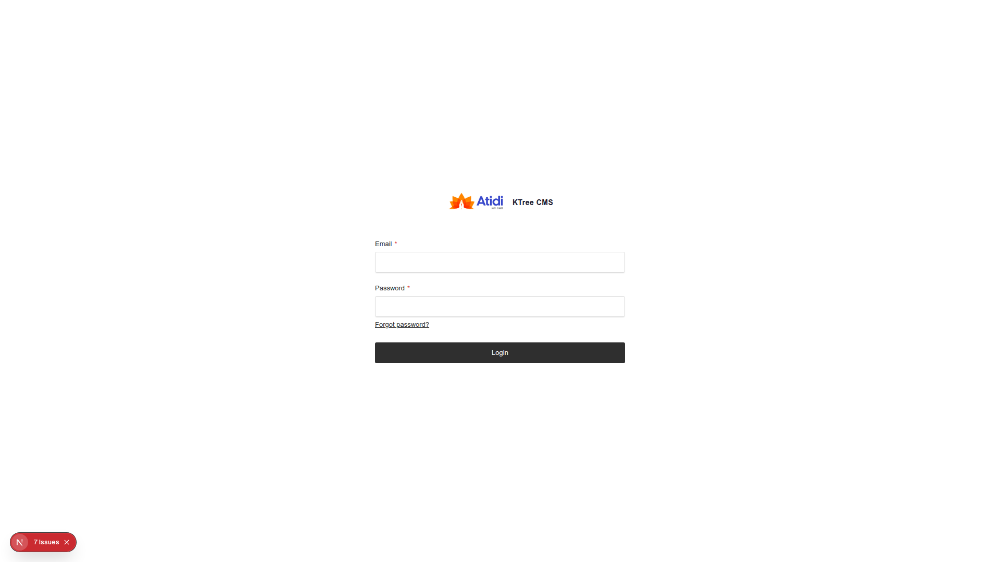 Atidi
KTree CMS
Email *
Password *
Forgot password?
Login
7 Issues